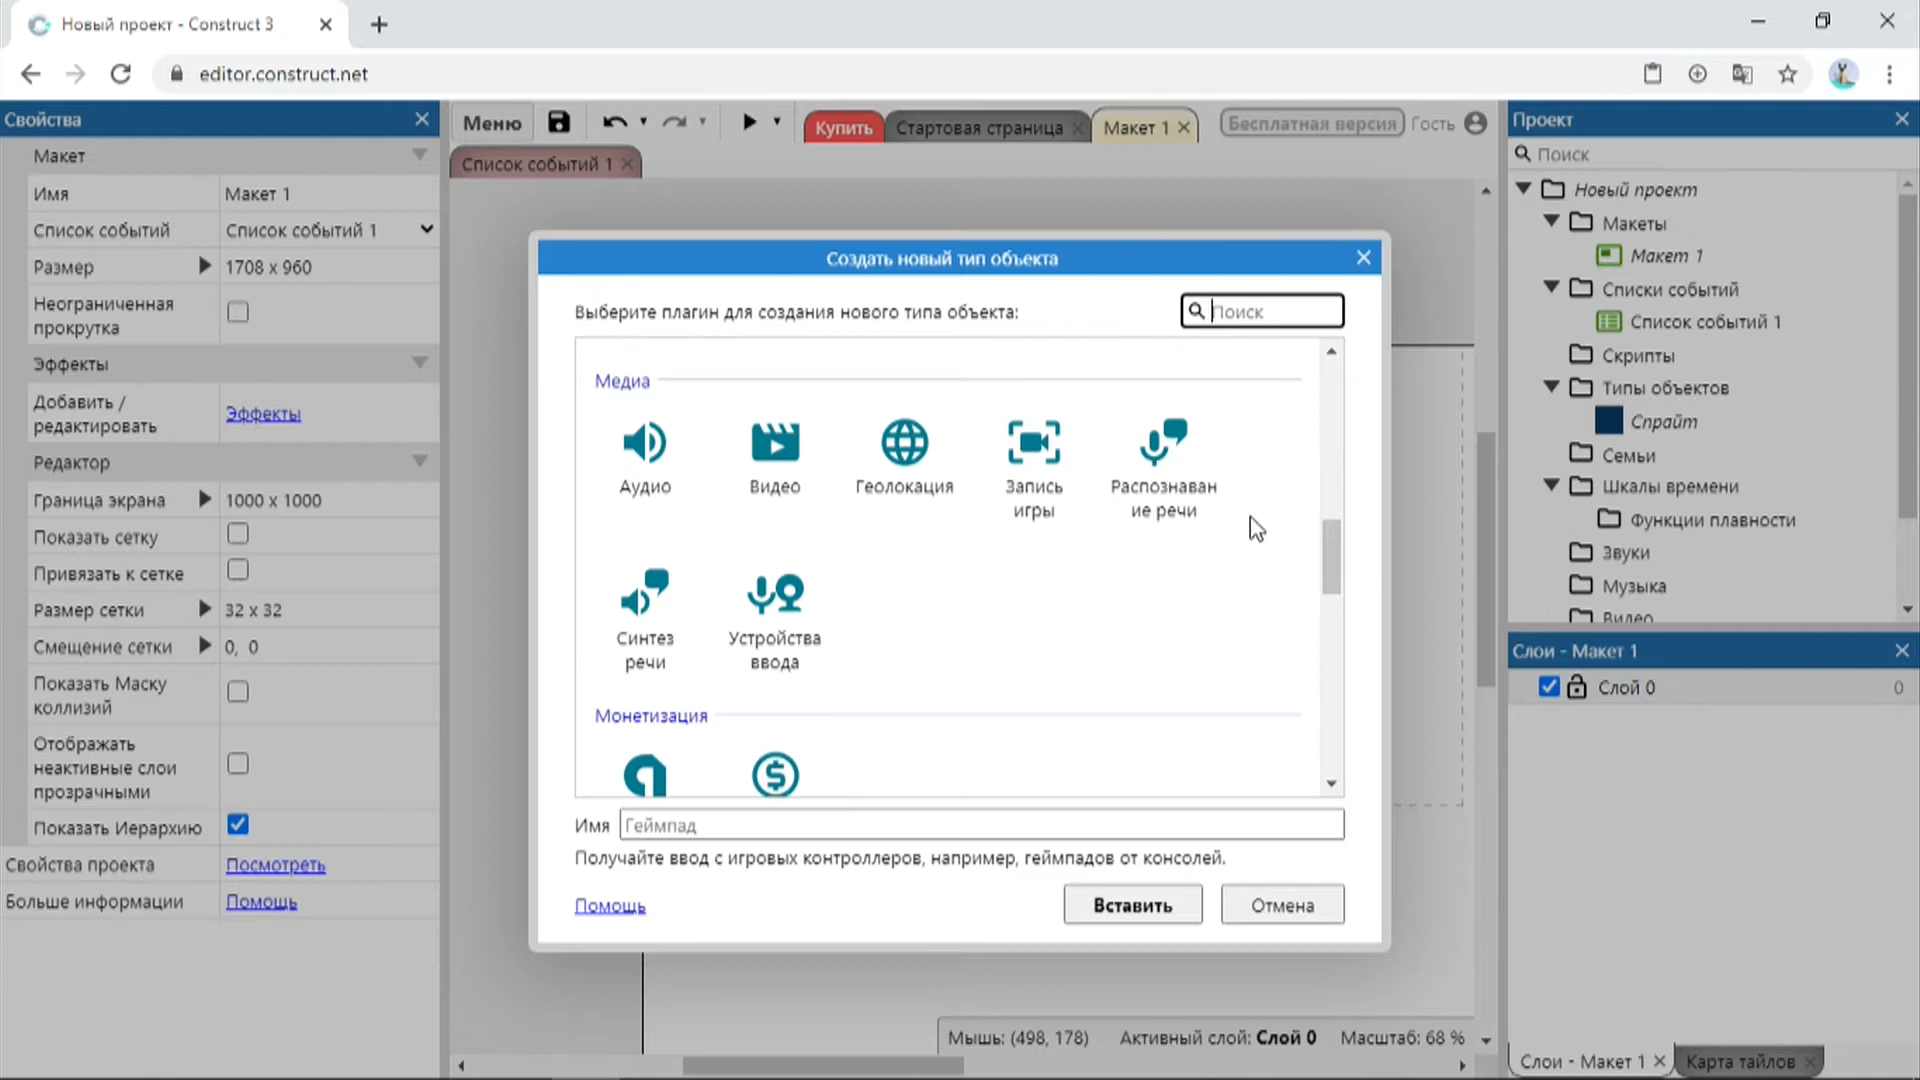 Новый проект - Construct 3
editor.construct.net
Свойства
Макет
Имя
Макет 1
Список событий
Список событий 1
Размер
1708 x 960
Неограниченная
прокрутка
Эффекты
Добавить /
редактировать
Эффекты
Редактор
Граница экрана
1000 x 1000
Показать сетку
Привязать к сетке
Размер сетки
32 x 32
Смещение сетки
0, 0
Показать Маску
коллизий
Отображать
неактивные слои
прозрачными
Показать Иерархию
Свойства проекта
Посмотреть
Больше информации
Помощь
Меню
Купить
Стартовая страница
Макет 1
Бесплатная версия
Гость
Список событий 1
Создать новый тип объекта
Выберите плагин для создания нового типа объекта:
Поиск
Медиа
Аудио
Видео
Геолокация
Запись
игры
Распознаван
ие речи
Синтез
речи
Устройства
ввода
Монетизация
Имя
Геймпад
Получайте ввод с игровых контроллеров, например, геймпадов от консолей.
Помощь
Вставить
Отмена
Мышь: (498, 178)
Активный слой: Слой 0
Масштаб: 68 %
Проект
Поиск
Новый проект
Макеты
Макет 1
Списки событий
Список событий 1
Скрипты
Типы объектов
Спрайт
Семьи
Шкалы времени
Функции плавности
Звуки
Музыка
Видео
Слои - Макет 1
Слой 0
0
Слои - Макет 1
Карта тайлов